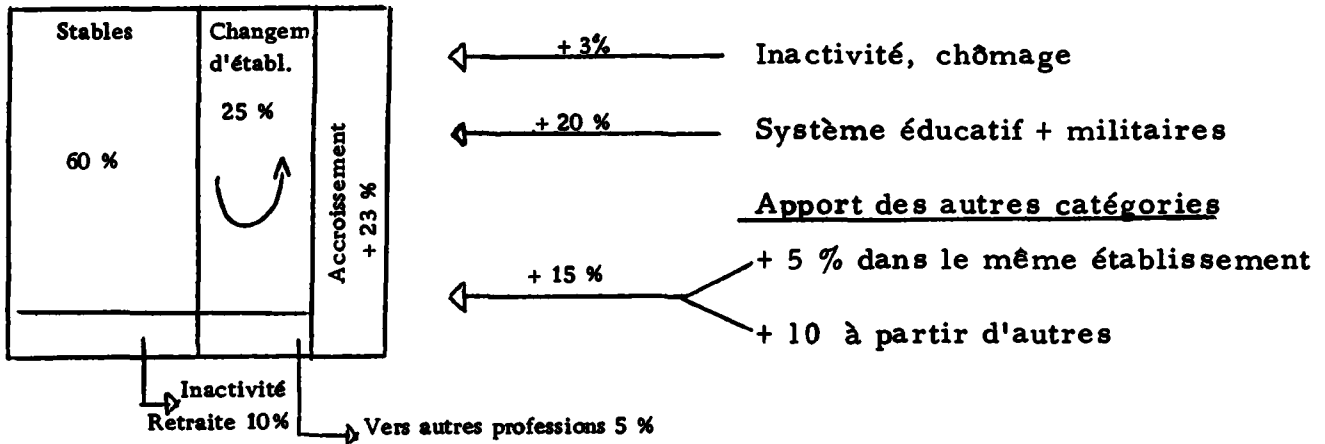 Stables
60 %
Changem
d'établ.
25 %
Accroissement
+ 23 %
+ 3%
Inactivité, chômage
+ 20 %
Système éducatif + militaires
Apport des autres catégories
+ 15 %
+ 5 % dans le même établissement
+ 10 à partir d'autres
Inactivité
Retraite 10%
Vers autres professions 5 %